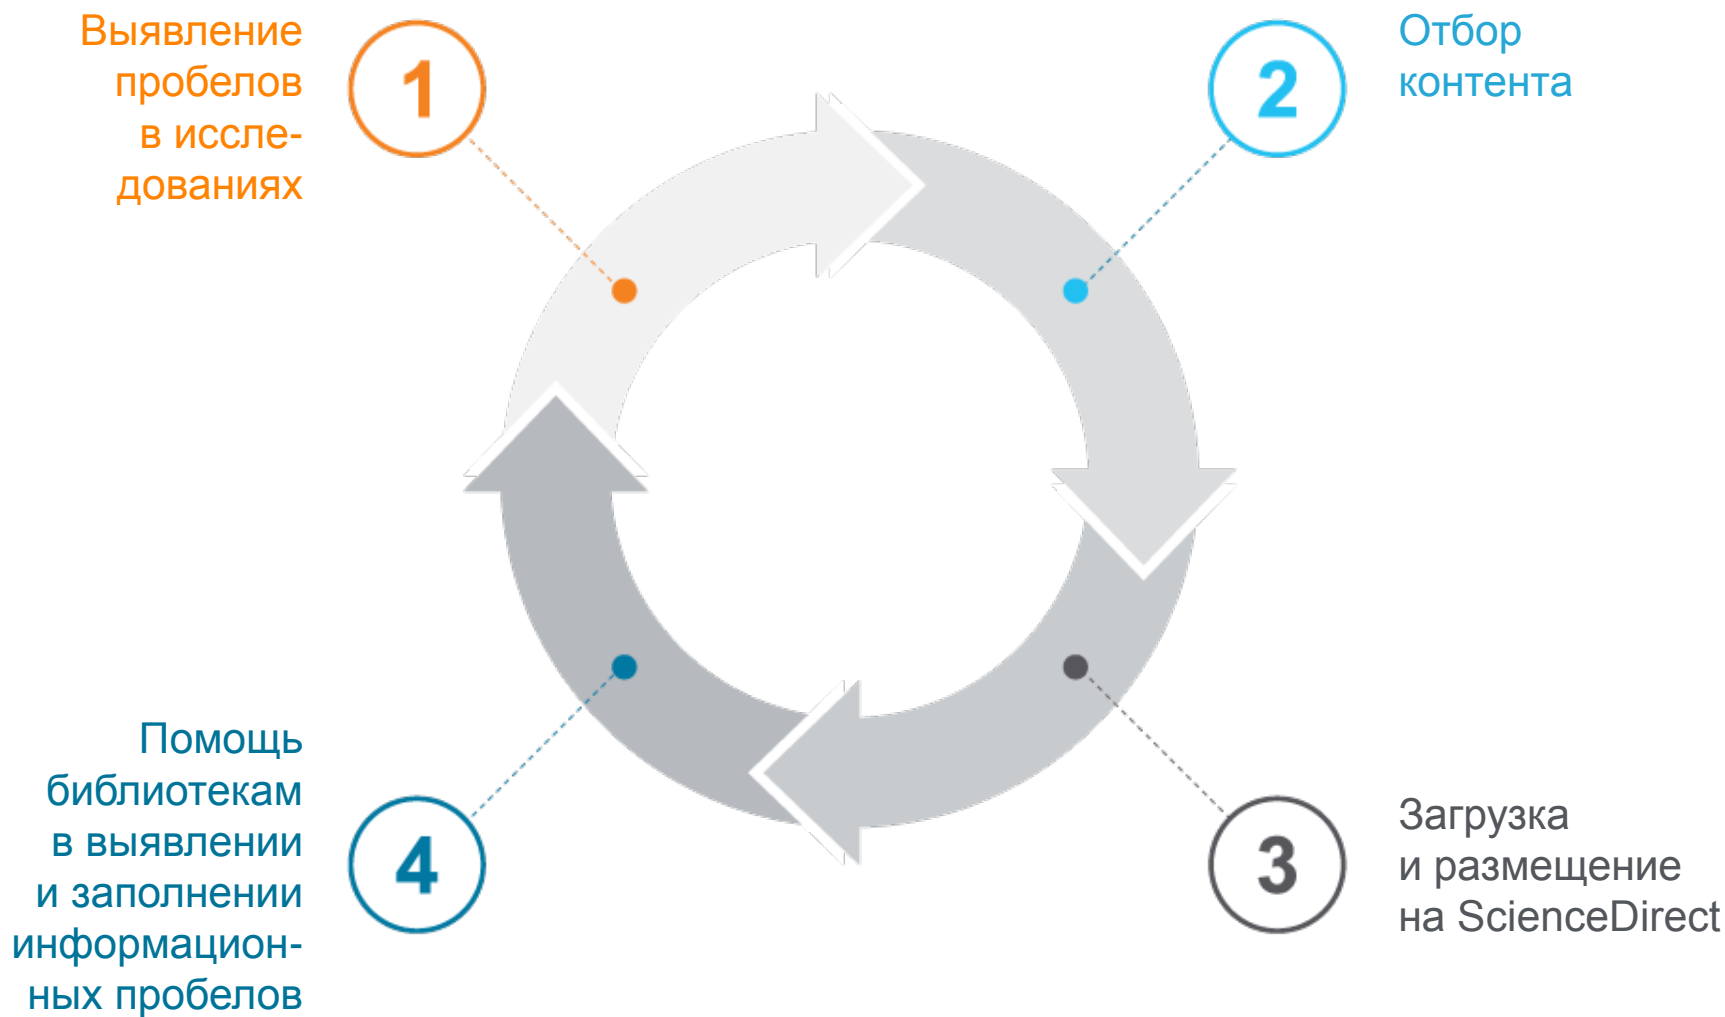 Выявление
пробелов
в иссле-
дованиях
1
2
Отбор
контента
3
Загрузка
и размещение
на ScienceDirect
4
Помощь
библиотекам
в выявлении
и заполнении
информацион-
ных пробелов